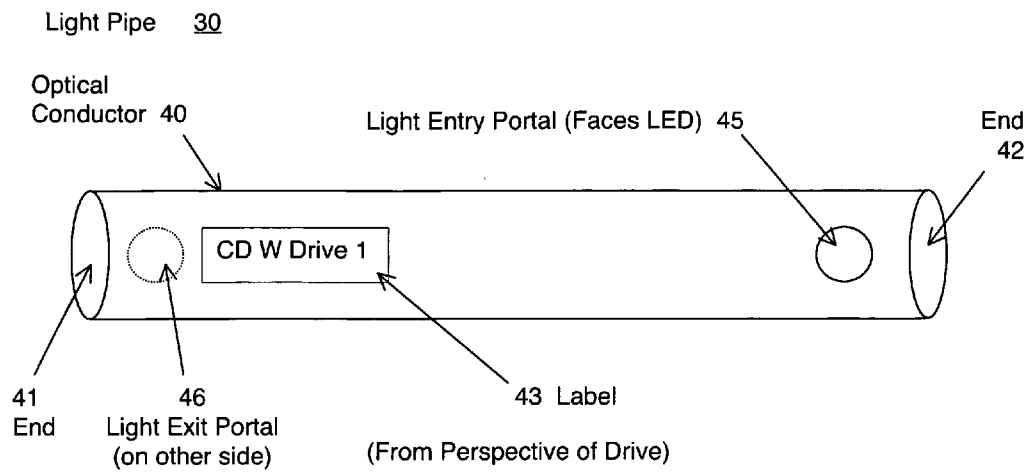 Light Pipe 30
Optical
Conductor 40
Light Entry Portal (Faces LED) 45
End
42
CD W Drive 1
41
End
46
Light Exit Portal
(on other side)
43 Label
(From Perspective of Drive)